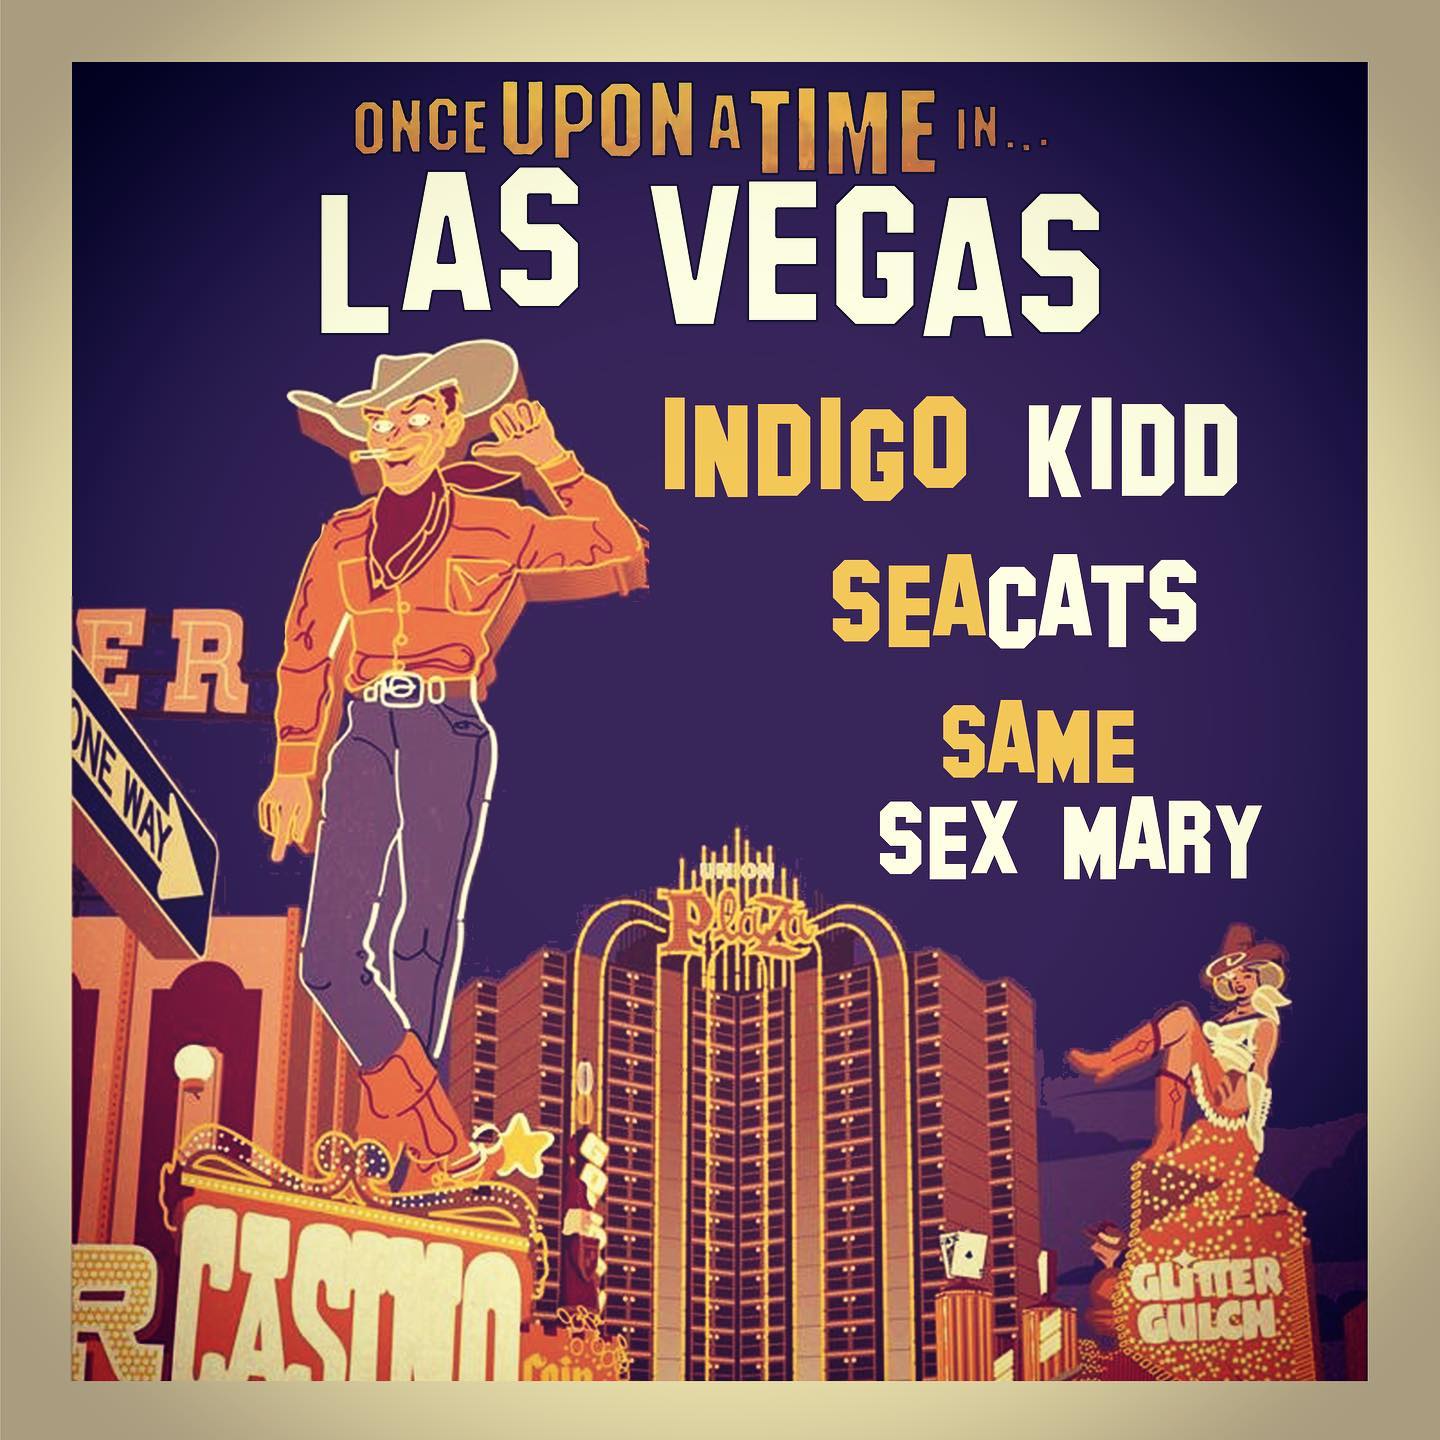 ONCE UPON A TIME IN...
LAS VEGAS
INDIGO KIDD
SEACATS
SAME
SEX MARY
ER
ONE WAY
UNION
Plaza
R
CASINO
Coin
GLITTER
GULCH